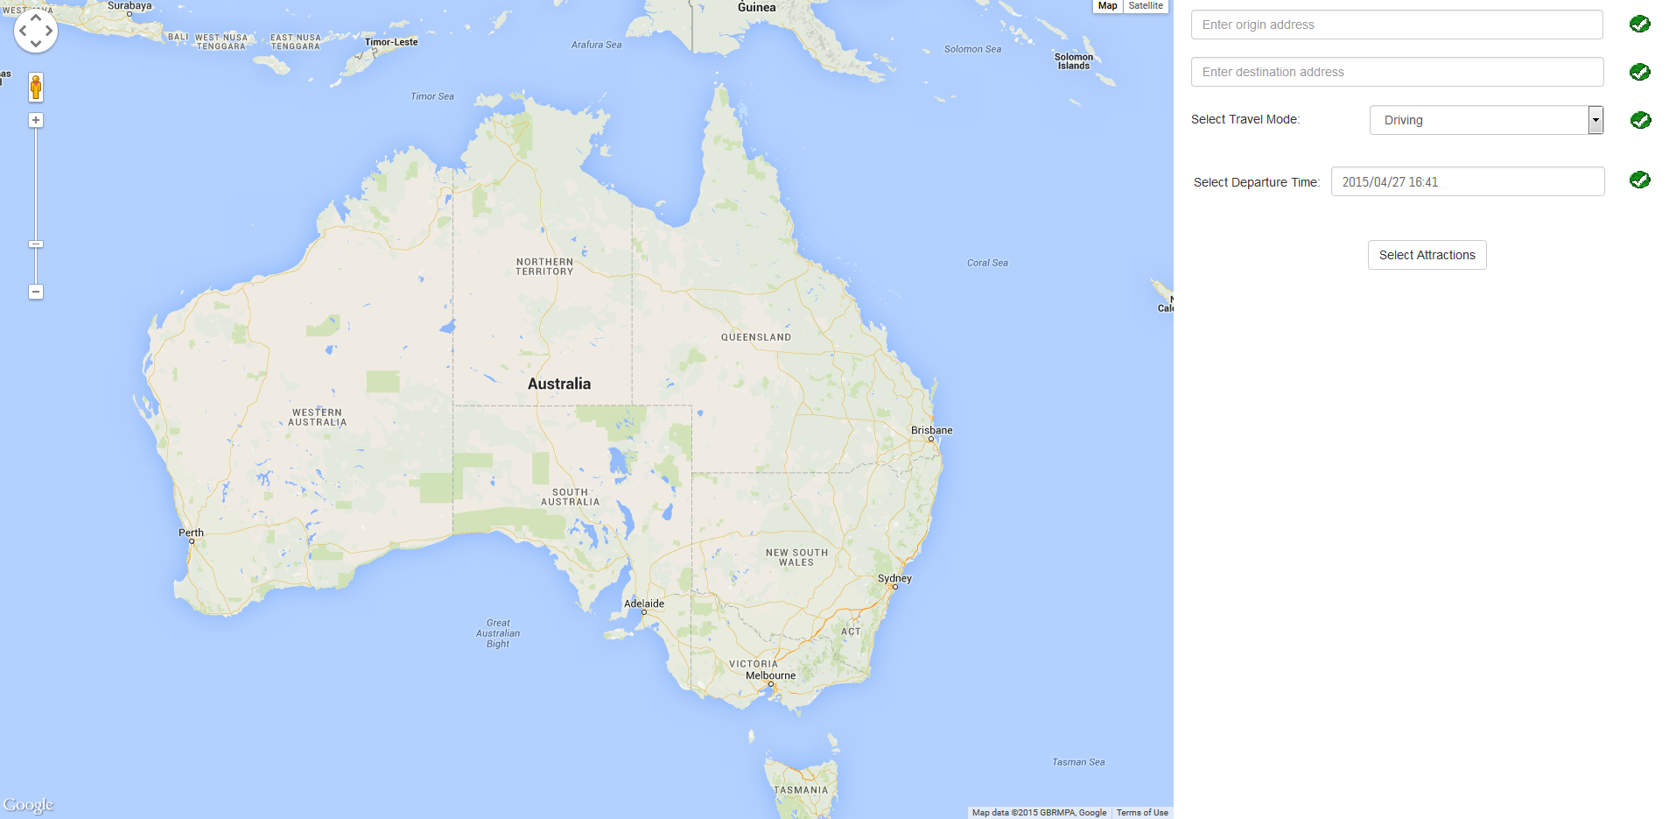 Surabaya
WEST JAVA
BALI
WEST NUSA
TENGGARA
EAST NUSA
TENGGARA
Timor-Leste
Guinea
Map
Satellite
Arafura Sea
Solomon Sea
Solomon
Islands
Timor Sea
Coral Sea
NORTHERN
TERRITORY
QUEENSLAND
Australia
WESTERN
AUSTRALIA
Brisbane
SOUTH
AUSTRALIA
Perth
NEW SOUTH
WALES
Sydney
Adelaide
Great
Australian
Bight
ACT
VICTORIA
Melbourne
Tasman Sea
TASMANIA
Google
Map data ©2015 GBRMPA, Google
Terms of Use
Enter origin address
Enter destination address
Select Travel Mode:
Driving
Select Departure Time:
2015/04/27 16:41
Select Attractions